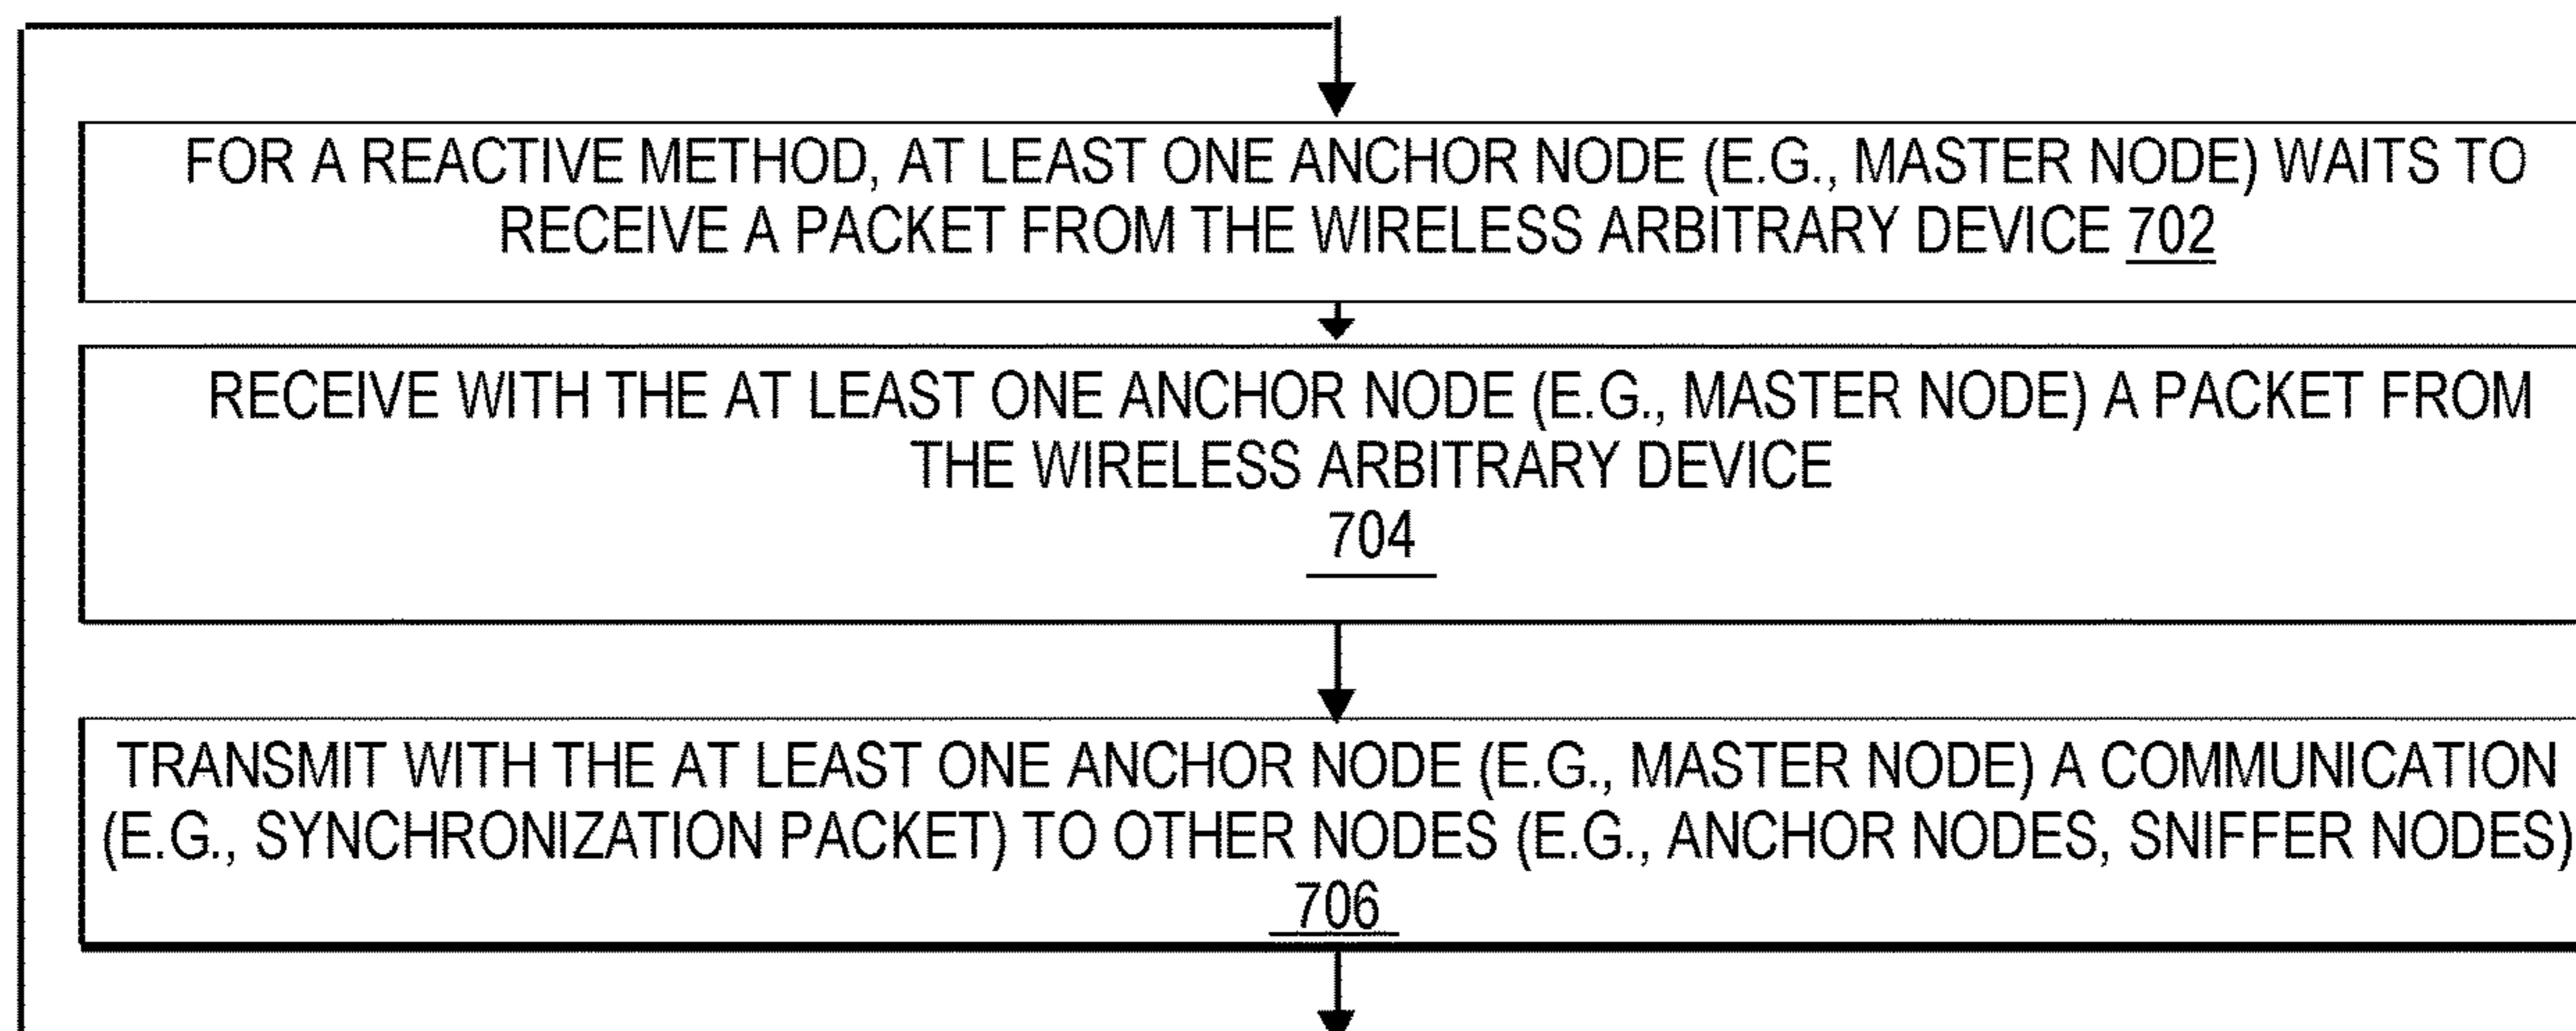 FOR A REACTIVE METHOD, AT LEAST ONE ANCHOR NODE (E.G., MASTER NODE) WAITS TO
RECEIVE A PACKET FROM THE WIRELESS ARBITRARY DEVICE 702
RECEIVE WITH THE AT LEAST ONE ANCHOR NODE (E.G., MASTER NODE) A PACKET FROM
THE WIRELESS ARBITRARY DEVICE
704
TRANSMIT WITH THE AT LEAST ONE ANCHOR NODE (E.G., MASTER NODE) A COMMUNICATION
(E.G., SYNCHRONIZATION PACKET) TO OTHER NODES (E.G., ANCHOR NODES, SNIFFER NODES)
706